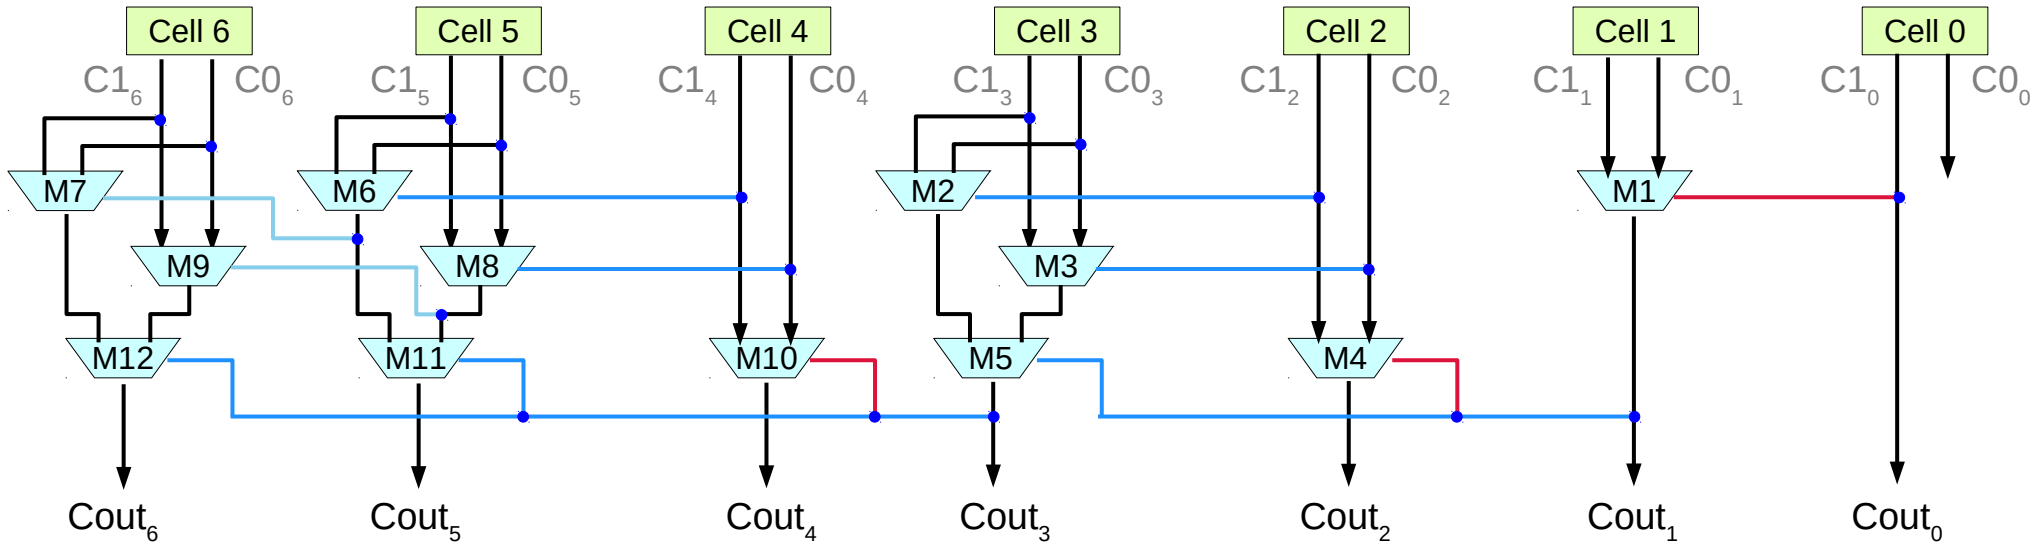 Cell 6 Cell 5 Cell 4 Cell 3 Cell 2 Cell 1 Cell 0
C1₆ C0₆ C1₅ C0₅ C1₄ C0₄ C1₃ C0₃ C1₂ C0₂ C1₁ C0₁ C1₀ C0₀
M7 M6 M2 M1
M9 M8 M3
M12 M11 M10 M5 M4
Cout₆ Cout₅ Cout₄ Cout₃ Cout₂ Cout₁ Cout₀